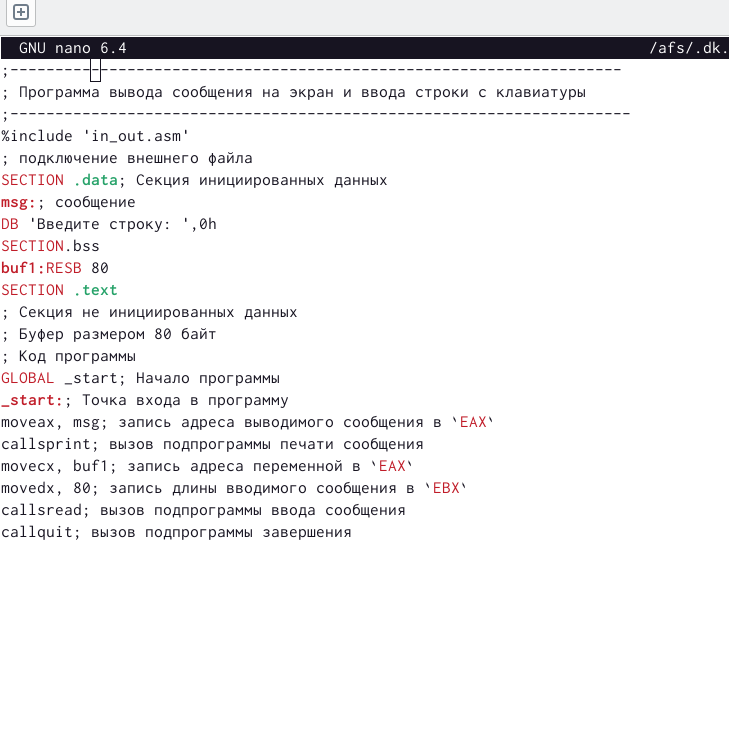 GNU nano 6.4 /afs/.dk.
;--------------------------------------------------------------------
; Программа вывода сообщения на экран и ввода строки с клавиатуры
;---------------------------------------------------------------------
%include 'in_out.asm'
; подключение внешнего файла
SECTION .data; Секция инициированных данных
msg:; сообщение
DB 'Введите строку: ',0h
SECTION.bss
buf1:RESB 80
SECTION .text
; Секция не инициированных данных
; Буфер размером 80 байт
; Код программы
GLOBAL _start; Начало программы
_start:; Точка входа в программу
moveax, msg; запись адреса выводимого сообщения в `EAX`
callsprint; вызов подпрограммы печати сообщения
movecx, buf1; запись адреса переменной в `EAX`
movedx, 80; запись длины вводимого сообщения в `EBX`
callsread; вызов подпрограммы ввода сообщения
callquit; вызов подпрограммы завершения